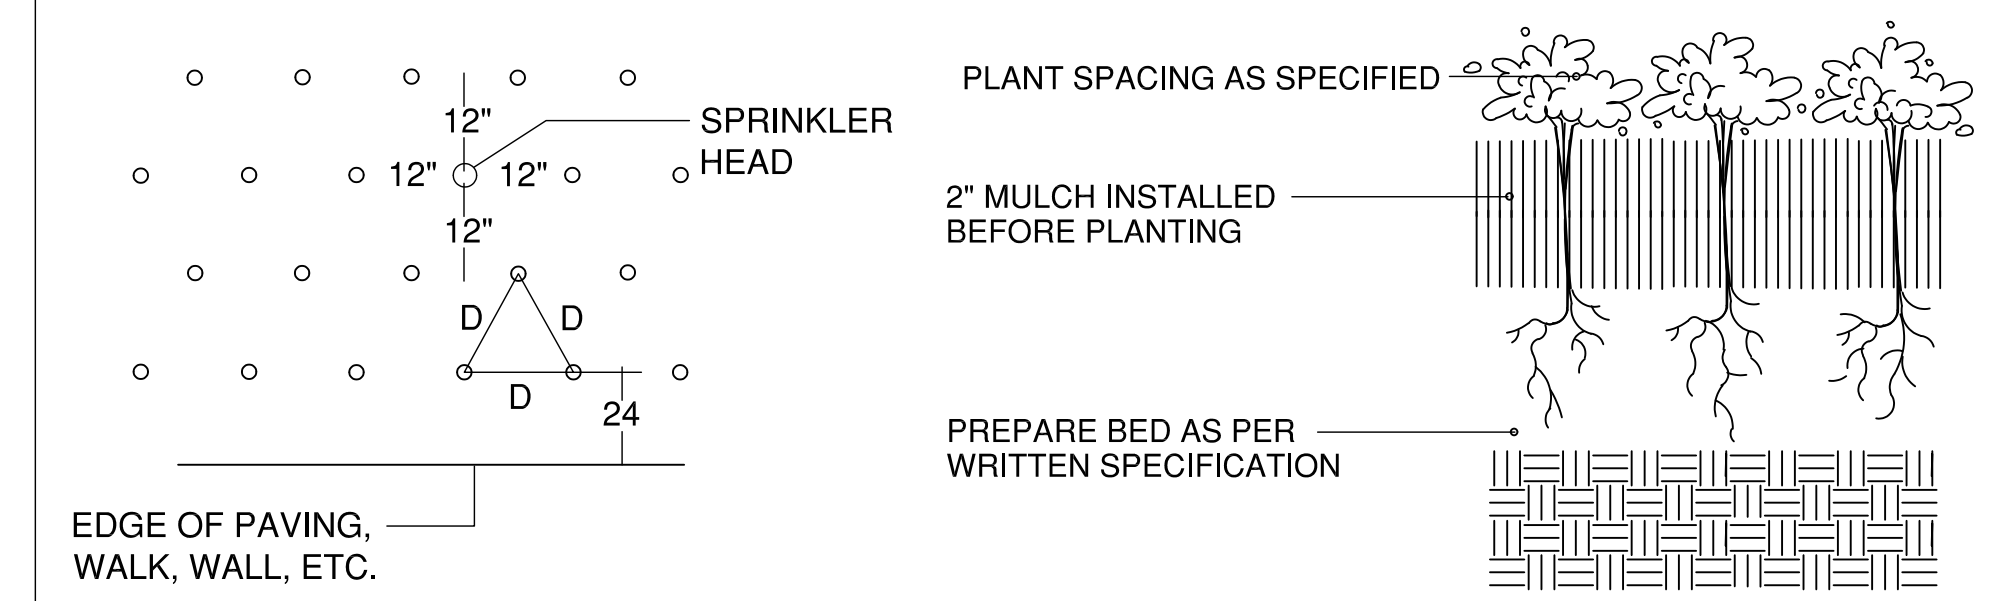 12"
SPRINKLER
HEAD
12"
12"
12"
D
D
D
24
EDGE OF PAVING,
WALK, WALL, ETC.
PLANT SPACING AS SPECIFIED
2" MULCH INSTALLED
BEFORE PLANTING
PREPARE BED AS PER
WRITTEN SPECIFICATION